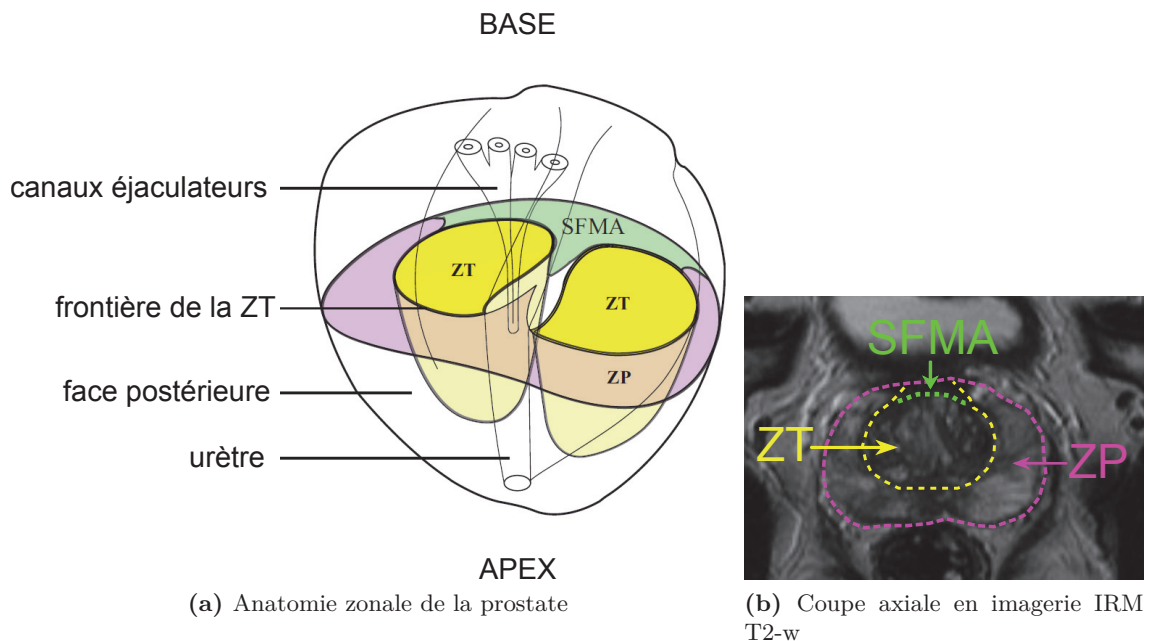 BASE
canaux éjaculateurs
SFMA
ZT
frontière de la ZT
ZT
face postérieure
ZP
urètre
APEX
(a) Anatomie zonale de la prostate
SFMA
ZT
ZP
(b) Coupe axiale en imagerie IRM
T2-w